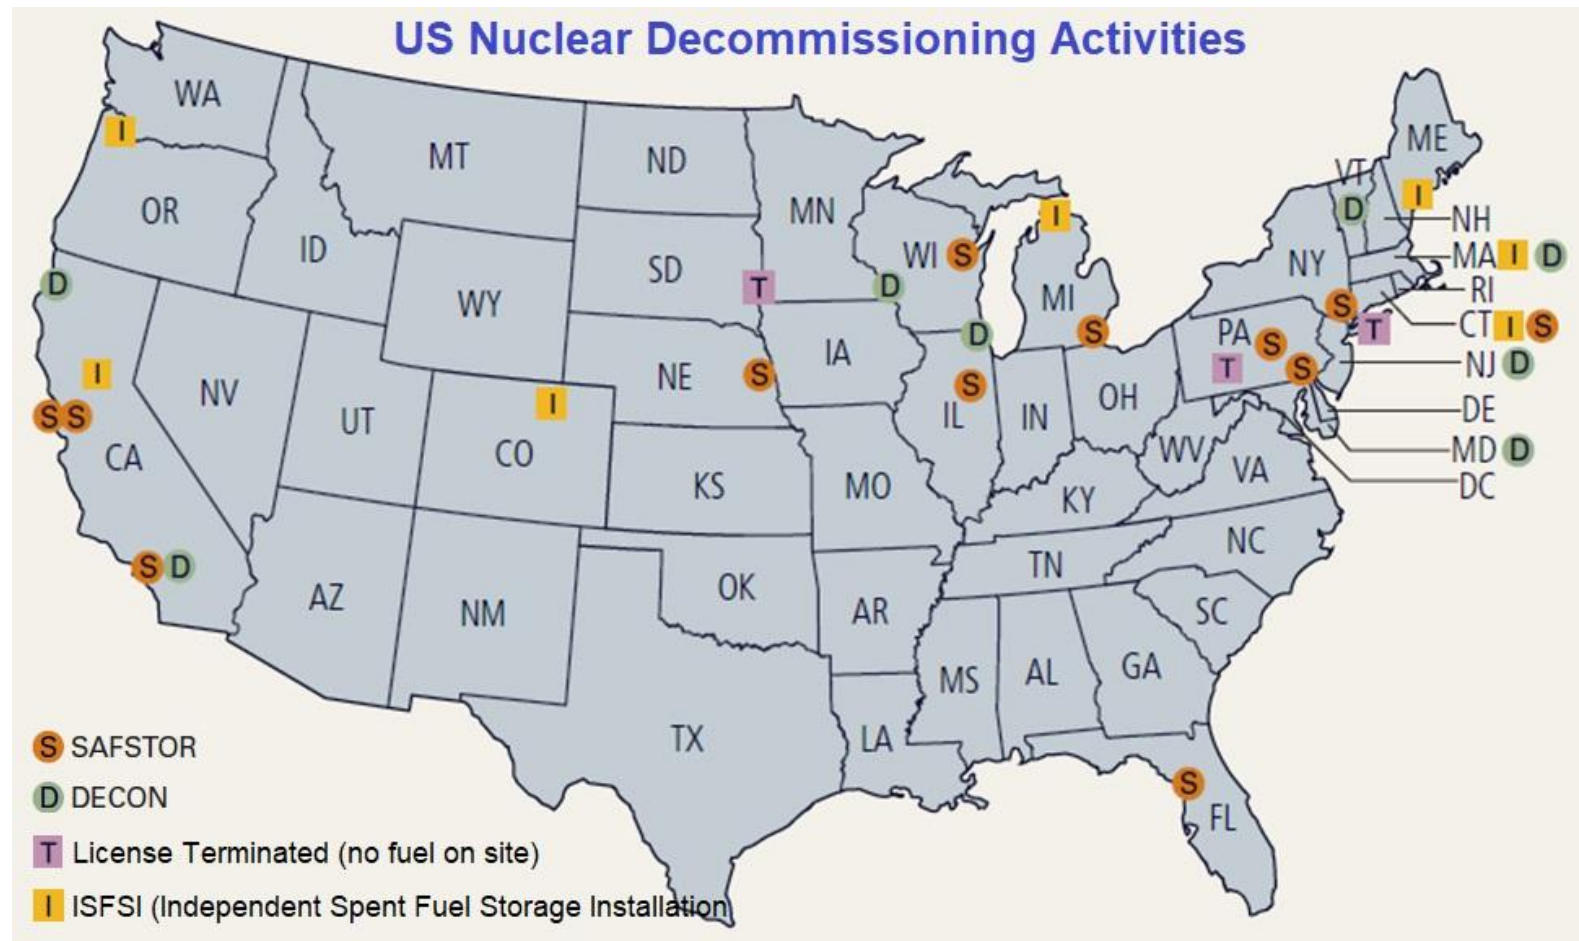 US Nuclear Decommissioning Activities
WA
I
MT
ND
MN
OR
ID
SD
WI S
I
MI
ME
VT
D
I
NH
NY
MA I D
RI
D
WY
T
D
D
S
S
T
CT I S
PA S
T
S
NJ D
I
NV
NE S
IA
IL S
IN
OH
DE
S S
CA
UT
CO I
KS
MO
WV
VA
MD D
DC
KY
S D
AZ
NM
OK
AR
TN
NC
SC
MS
AL
GA
TX
LA
S
FL
S SAFSTOR
D DECON
T License Terminated (no fuel on site)
I ISFSI (Independent Spent Fuel Storage Installation